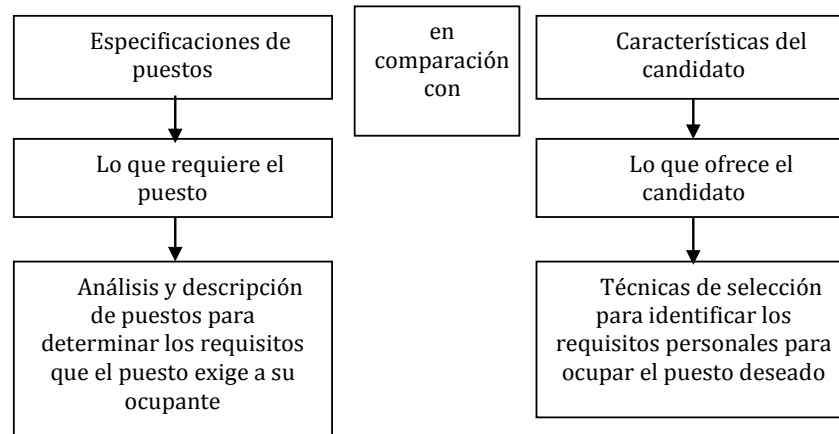 Especificaciones de
puestos
en
comparación
con
Características del
candidato
Lo que requiere el
puesto
Lo que ofrece el
candidato
Análisis y descripción
de puestos para
determinar los requisitos
que el puesto exige a su
ocupante
Técnicas de selección
para identificar los
requisitos personales para
ocupar el puesto deseado